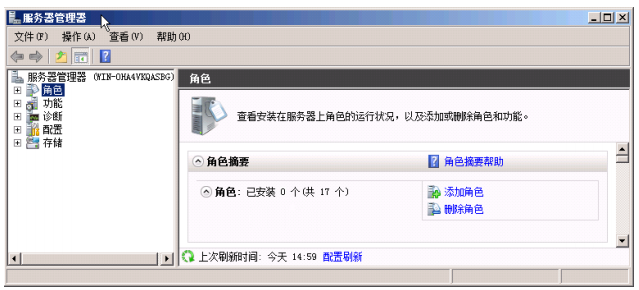 服务器管理器
文件(F) 操作(A) 查看(V) 帮助(H)
服务器管理器 (WIN-OHA4VXQASBG)
角色
功能
诊断
配置
存储
角色
查看安装在服务器上角色的运行状况，以及添加或删除角色和功能。
角色摘要
角色摘要帮助
角色: 已安装 0 个(共 17 个)
添加角色
删除角色
上次刷新时间: 今天 14:59 配置刷新